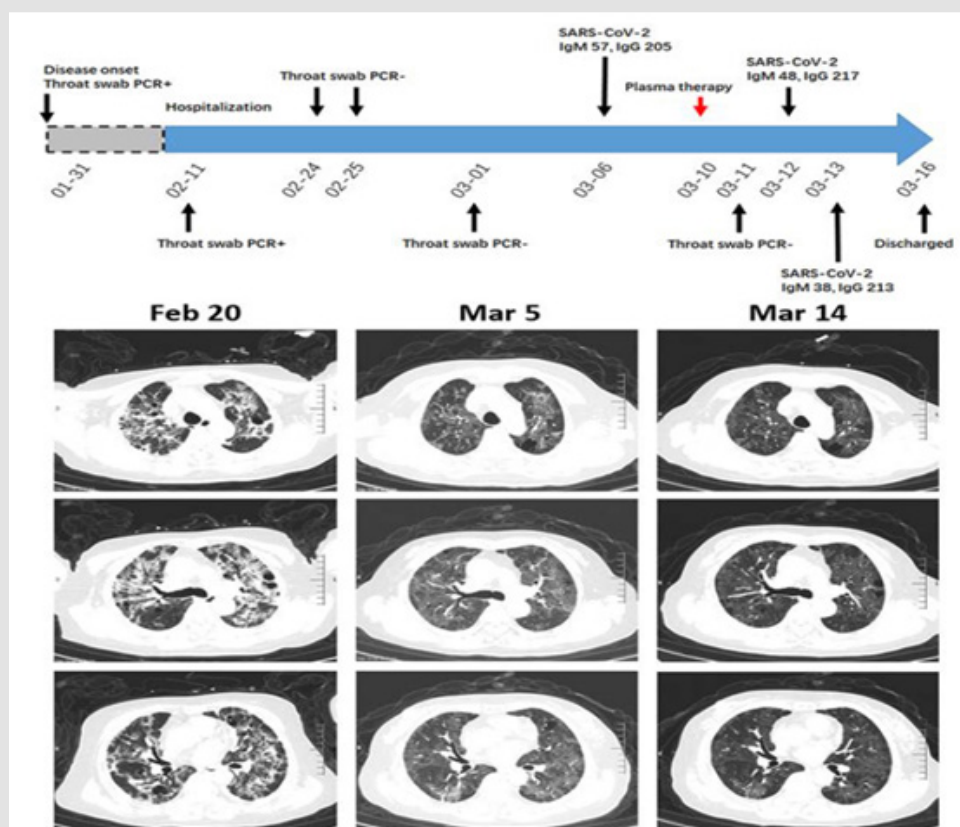 SARS-CoV-2
IgM 57, IgG 205
SARS-CoV-2
IgM 48, IgG 217
Disease onset
Throat swab PCR+
Throat swab PCR-
Plasma therapy
Hospitalization
01-31
02-11
02-24
02-25
03-01
03-06
03-10
03-11
03-12
03-13
03-16
Throat swab PCR+
Throat swab PCR-
Throat swab PCR-
Discharged
SARS-CoV-2
IgM 38, IgG 213
Feb 20
Mar 5
Mar 14